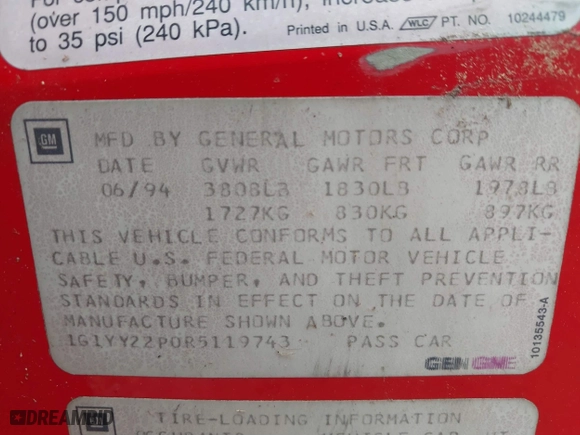 (over 150 mph/240 km/h), increase
to 35 psi (240 kPa).
Printed in U.S.A. WLC PT. NO. 10244479
GM
MFD BY GENERAL MOTORS CORP
DATE GVWR GAWR FRT GAWR RR
06/94 3808LB 1830LB 1978LB
1727KG 830KG 897KG
THIS VEHICLE CONFORMS TO ALL APPLI-
CABLE U.S. FEDERAL MOTOR VEHICLE
SAFETY, BUMPER, AND THEFT PREVENTION
STANDARDS IN EFFECT ON THE DATE OF
MANUFACTURE SHOWN ABOVE.
1G1YY22P0R5119743 PASS CAR
10135543-A
GM
TIRE-LOADING INFORMATION
DREAMBID